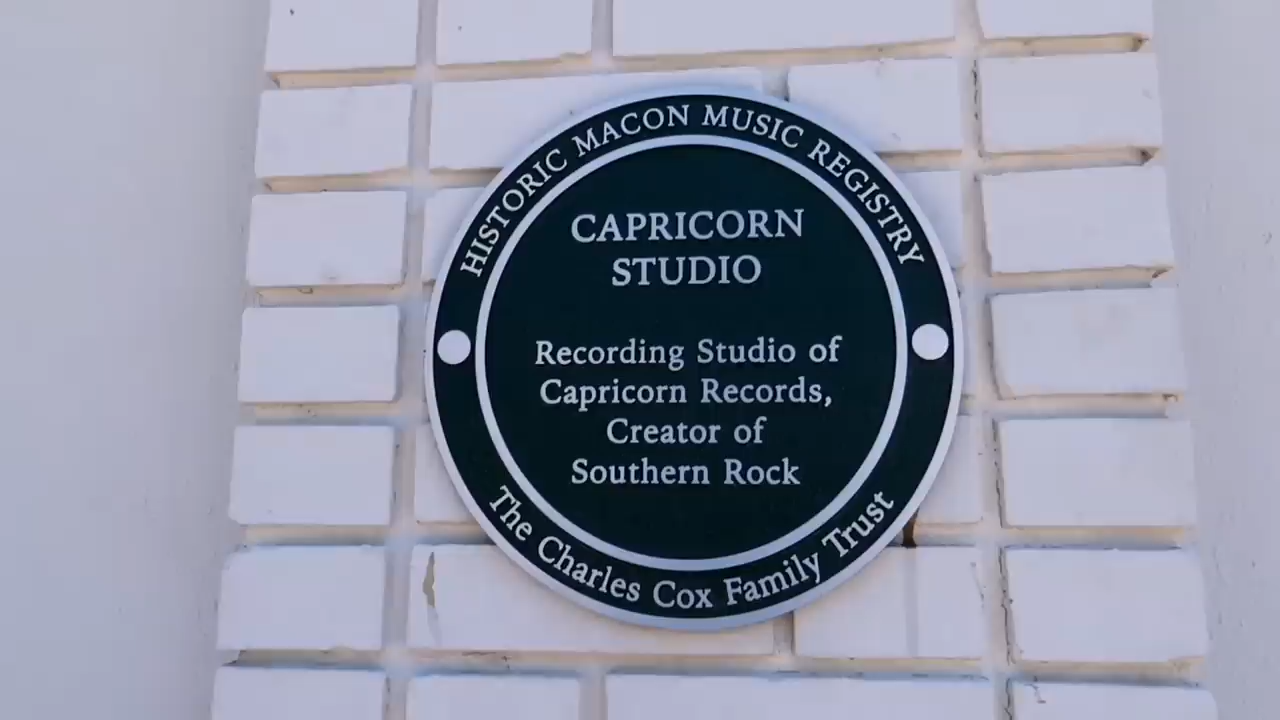 HISTORIC MACON MUSIC REGISTRY
CAPRICORN
STUDIO
Recording Studio of
Capricorn Records,
Creator of
Southern Rock
The Charles Cox Family Trust